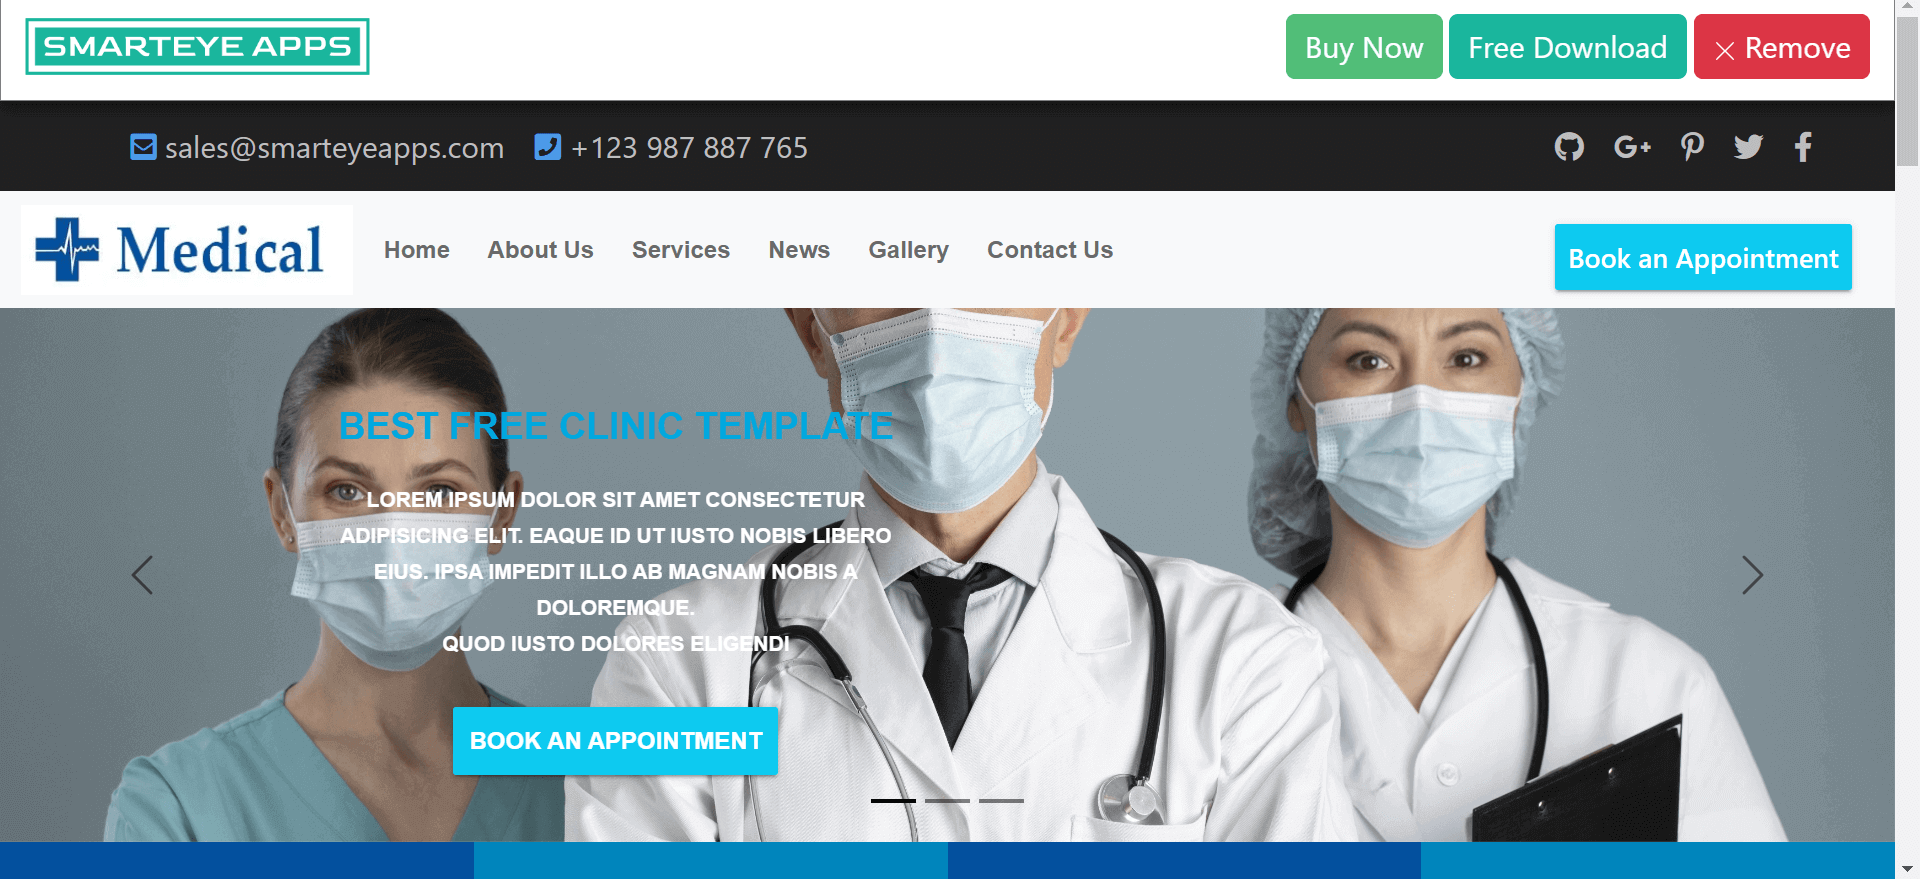 SMARTEYE APPS
Buy Now
Free Download
Remove
sales@smarteyeapps.com
+123 987 887 765
Medical
Home
About Us
Services
News
Gallery
Contact Us
Book an Appointment
BEST FREE CLINIC TEMPLATE
LOREM IPSUM DOLOR SIT AMET CONSECTETUR
ADIPISICING ELIT. EAQUE ID UT IUSTO NOBIS LIBERO
EIUS. IPSA IMPEDIT ILLO AB MAGNAM NOBIS A
DOLOREMQUE.
QUOD IUSTO DOLORES ELIGENDI
BOOK AN APPOINTMENT